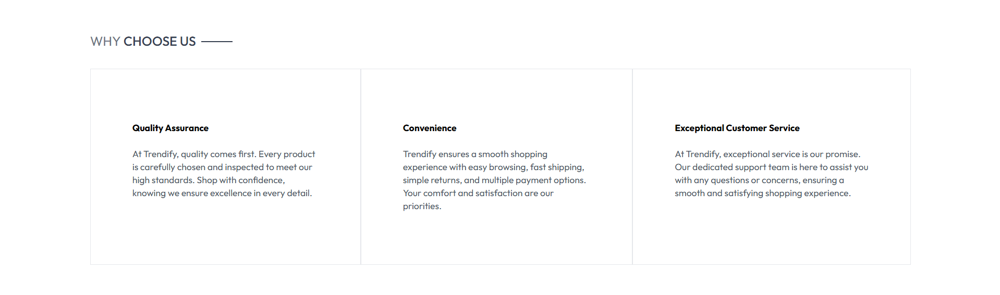 WHY CHOOSE US
Quality Assurance
At Trendify, quality comes first. Every product
is carefully chosen and inspected to meet our
high standards. Shop with confidence,
knowing we ensure excellence in every detail.
Convenience
Trendify ensures a smooth shopping
experience with easy browsing, fast shipping,
simple returns, and multiple payment options.
Your comfort and satisfaction are our
priorities.
Exceptional Customer Service
At Trendify, exceptional service is our promise.
Our dedicated support team is here to assist you
with any questions or concerns, ensuring a
smooth and satisfying shopping experience.